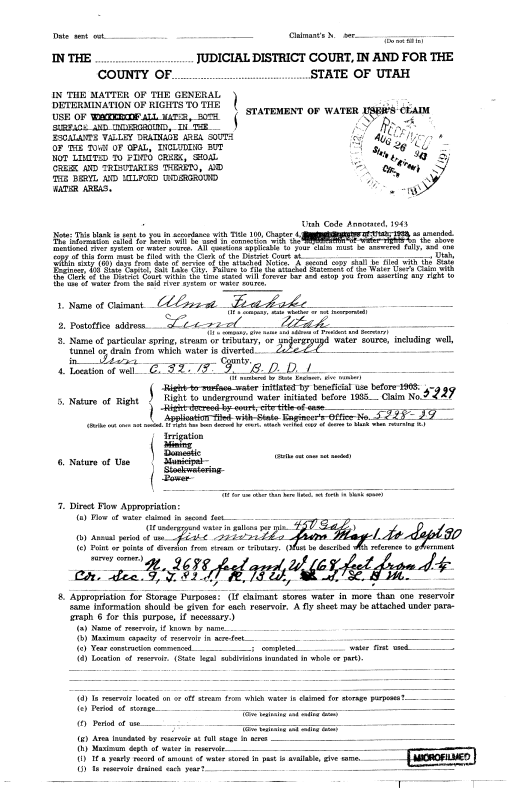 Date sent out
Claimant's N ber
(Do not fill in)
IN THE JUDICIAL DISTRICT COURT, IN AND FOR THE
COUNTY OF STATE OF UTAH
IN THE MATTER OF THE GENERAL
DETERMINATION OF RIGHTS TO THE
USE OF ALL WATER, BOTH
SURFACE AND UNDERGROUND, IN THE
ESCALANTE VALLEY DRAINAGE AREA SOUTH
OF THE TOWN OF OPAL, INCLUDING BUT
NOT LIMITED TO PINTO CREEK, SHOAL
CREEK AND TRIBUTARIES THERETO, AND
THE BERYL AND MILFORD UNDERGROUND
WATER AREAS.
STATEMENT OF WATER USER'S CLAIM
RECEIVED
AUG 26 1943
State Engineer's
Office
Utah Code Annotated, 1943
Note: This blank is sent to you in accordance with Title 100, Chapter 4, as amended.
The information called for herein will be used in connection with the adjudication of water rights on the above
mentioned river system or water source. All questions applicable to your claim must be answered fully, and one
copy of this form must be filed with the Clerk of the District Court at , Utah,
within sixty (60) days from date of service of the attached Notice. A second copy shall be filed with the State
Engineer, 403 State Capitol, Salt Lake City. Failure to file the attached Statement of the Water User's Claim with
the Clerk of the District Court within the time stated will forever bar and estop you from asserting any right to
the use of water from the said river system or water source.
1. Name of Claimant Alma
(If a company, state whether or not incorporated)
2. Postoffice address Lund Utah
(If a company, give name and address of President and Secretary)
3. Name of particular spring, stream or tributary, or underground water source, including well,
tunnel or drain from which water is diverted well
in Iron County.
4. Location of well C. 32. 13. 9. B. D. D. 1
(If numbered by State Engineer, give number)
5. Nature of Right
Right to surface water initiated by beneficial use before 1903.
Right to underground water initiated before 1935 Claim No. 5229
Right decreed by court, cite title of case
Application filed with State Engineer's Office No. 5228-29
(Strike out ones not needed. If right has been decreed by court, attach verified copy of decree to blank when returning it.)
6. Nature of Use
Irrigation
Mining
Domestic
Municipal
Stockwatering
Power
(Strike out ones not needed)
(If for use other than here listed, set forth in blank space)
7. Direct Flow Appropriation:
(a) Flow of water claimed in second feet
(If underground water in gallons per min. 450 Gal.)
(b) Annual period of use five months from May 1 to Sept 30
(c) Point or points of diversion from stream or tributary. (Must be described with reference to government
survey corner.) N. 2688 feet and W. 168 feet from S. ¼
Cor. Sec. 9, T. 32 S., R. 13 W., S. L. B. M.
8. Appropriation for Storage Purposes: (If claimant stores water in more than one reservoir
same information should be given for each reservoir. A fly sheet may be attached under para-
graph 6 for this purpose, if necessary.)
(a) Name of reservoir, if known by name
(b) Maximum capacity of reservoir in acre-feet
(c) Year construction commenced ; completed water first used
(d) Location of reservoir. (State legal subdivisions inundated in whole or part).
(d) Is reservoir located on or off stream from which water is claimed for storage purposes?
(e) Period of storage
(Give beginning and ending dates)
(f) Period of use
(Give beginning and ending dates)
(g) Area inundated by reservoir at full stage in acres
(h) Maximum depth of water in reservoir
(i) If a yearly record of amount of water stored in past is available, give same
(j) Is reservoir drained each year?
MICROFILMED